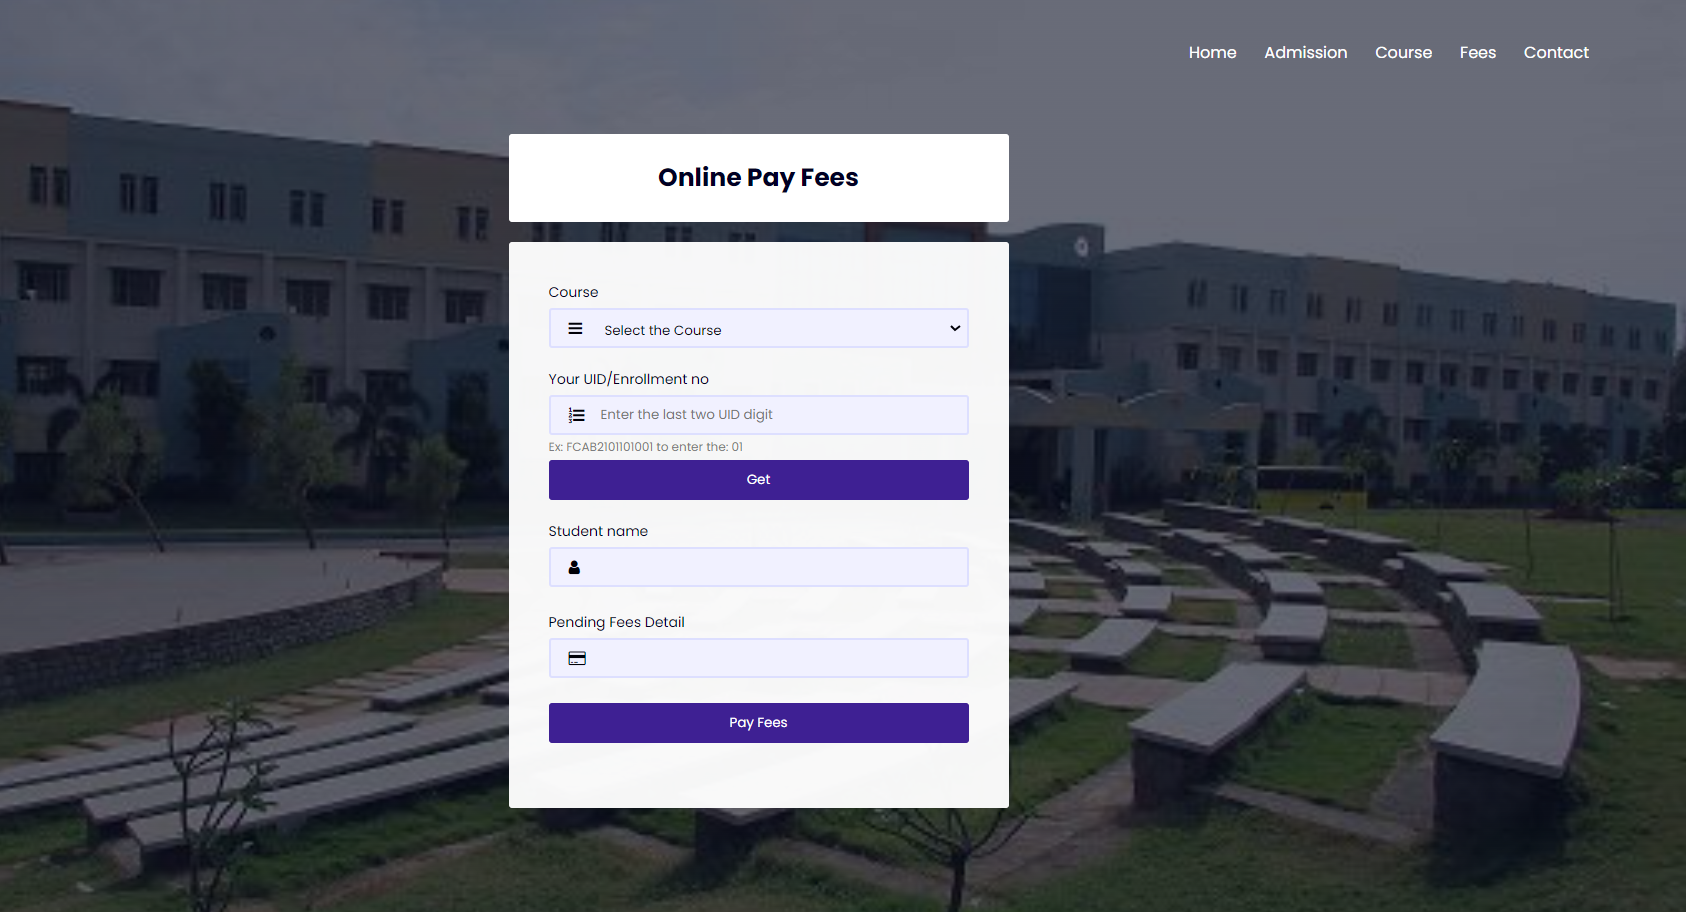 Home Admission Course Fees Contact
Online Pay Fees
Course
Select the Course
Your UID/Enrollment no
Enter the last two UID digit
Ex: FCAB2101101001 to enter the: 01
Get
Student name
Pending Fees Detail
Pay Fees